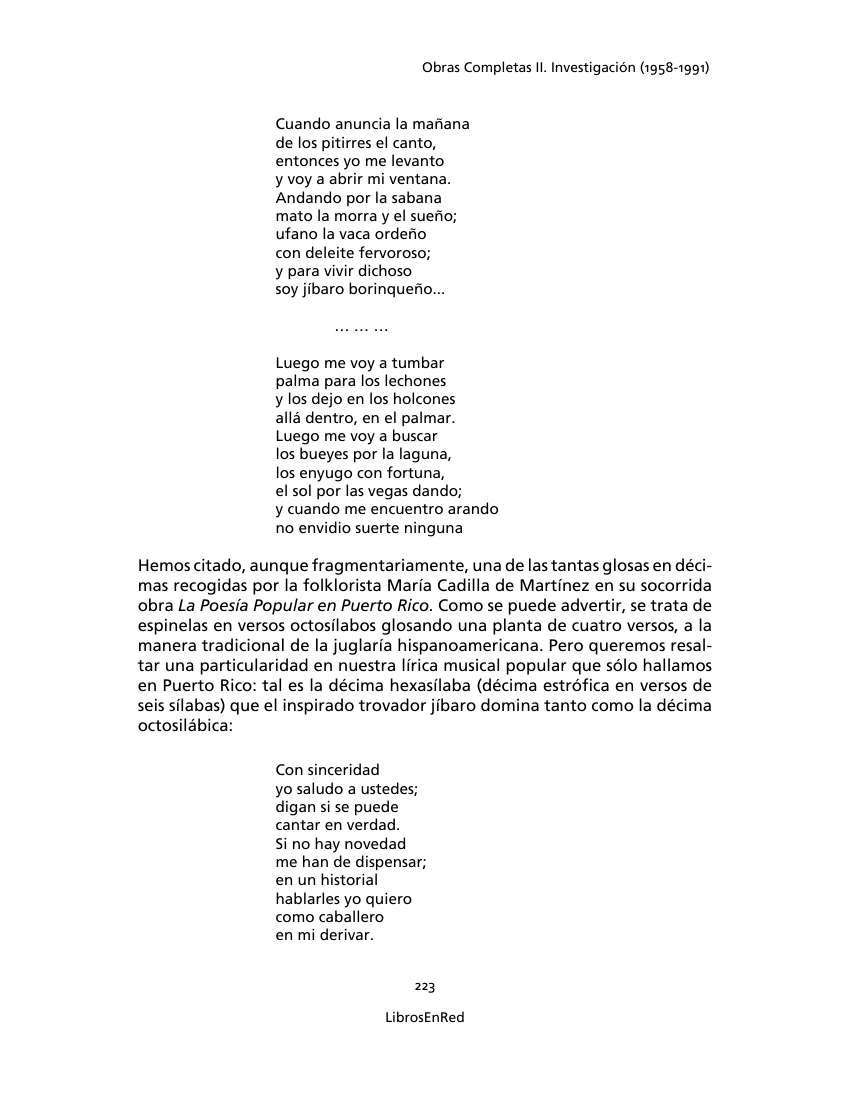 Obras Completas II. Investigación (1958-1991)
Cuando anuncia la mañana
de los pitirres el canto,
entonces yo me levanto
y voy a abrir mi ventana.
Andando por la sabana
mato la morra y el sueño;
ufano la vaca ordeño
con deleite fervoroso;
y para vivir dichoso
soy jíbaro borinqueño...
... ... ...
Luego me voy a tumbar
palma para los lechones
y los dejo en los holcones
allá dentro, en el palmar.
Luego me voy a buscar
los bueyes por la laguna,
los enyugo con fortuna,
el sol por las vegas dando;
y cuando me encuentro arando
no envidio suerte ninguna
Hemos citado, aunque fragmentariamente, una de las tantas glosas en déci-
mas recogidas por la folklorista María Cadilla de Martínez en su socorrida
obra La Poesía Popular en Puerto Rico. Como se puede advertir, se trata de
espinelas en versos octosílabos glosando una planta de cuatro versos, a la
manera tradicional de la juglaría hispanoamericana. Pero queremos resal-
tar una particularidad en nuestra lírica musical popular que sólo hallamos
en Puerto Rico: tal es la décima hexasílaba (décima estrófica en versos de
seis sílabas) que el inspirado trovador jíbaro domina tanto como la décima
octosilábica:
Con sinceridad
yo saludo a ustedes;
digan si se puede
cantar en verdad.
Si no hay novedad
me han de dispensar;
en un historial
hablarles yo quiero
como caballero
en mi derivar.
223
LibrosEnRed